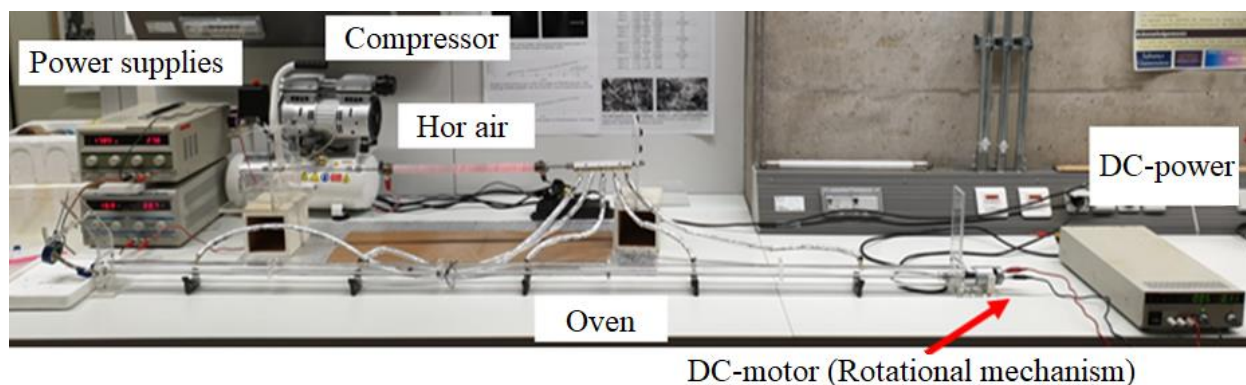 Compressor
Power supplies
Hor air
DC-power
Oven
DC-motor (Rotational mechanism)